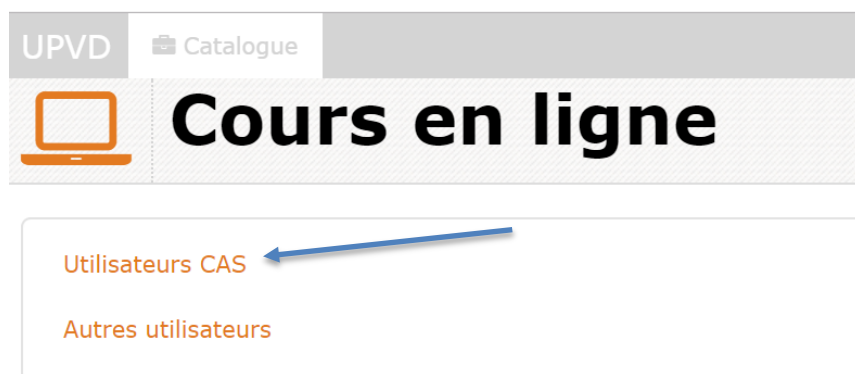 UPVD Catalogue
Cours en ligne
Utilisateurs CAS
Autres utilisateurs